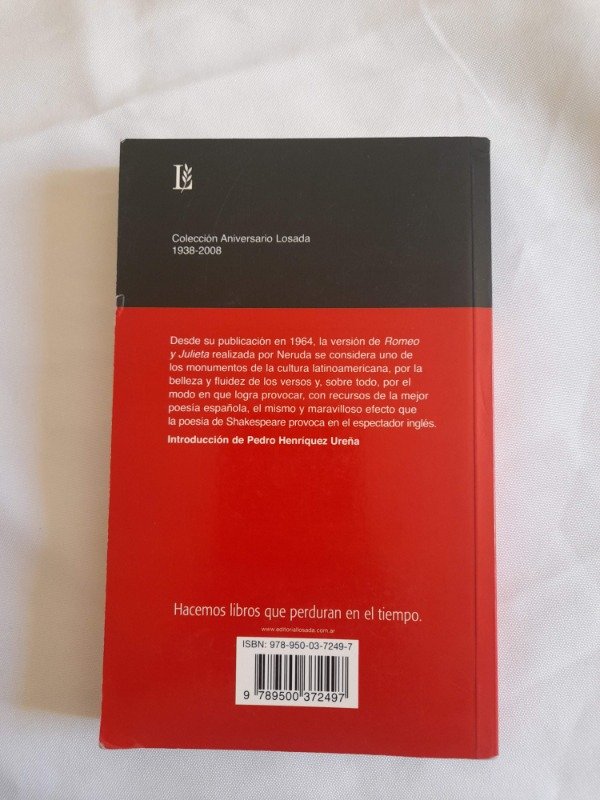 L
Colección Aniversario Losada
1938-2008
Desde su publicación en 1964, la versión de Romeo
y Julieta realizada por Neruda se considera uno de
los monumentos de la cultura latinoamericana, por la
belleza y fluidez de los versos y, sobre todo, por el
modo en que logra provocar, con recursos de la mejor
poesía española, el mismo y maravilloso efecto que
la poesía de Shakespeare provoca en el espectador inglés.
Introducción de Pedro Henríquez Ureña
Hacemos libros que perduran en el tiempo.
www.editoriallosada.com.ar
ISBN: 978-950-03-7249-7
9 789500 372497